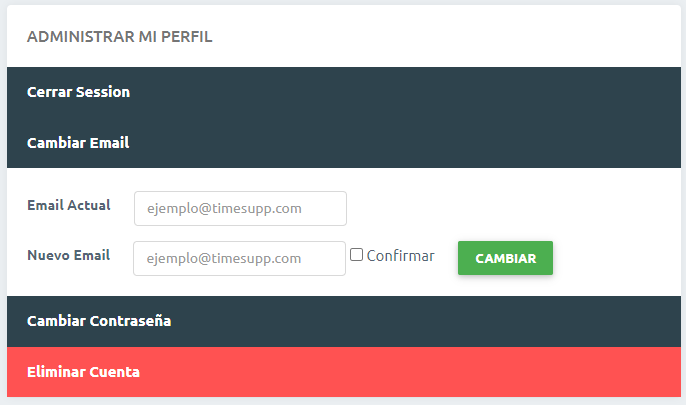 ADMINISTRAR MI PERFIL
Cerrar Session
Cambiar Email
Email Actual ejemplo@timesupp.com
Nuevo Email ejemplo@timesupp.com Confirmar CAMBIAR
Cambiar Contraseña
Eliminar Cuenta